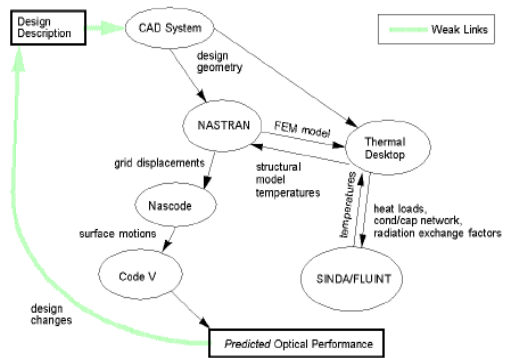 Design
Description
CAD System
Weak Links
design
geometry
NASTRAN
FEM model
Thermal
Desktop
grid displacements
structural
model
temperatures
temperatures
Nascode
heat loads,
cond/cap network,
radiation exchange factors
surface motions
Code V
SINDA/FLUINT
design
changes
Predicted Optical Performance